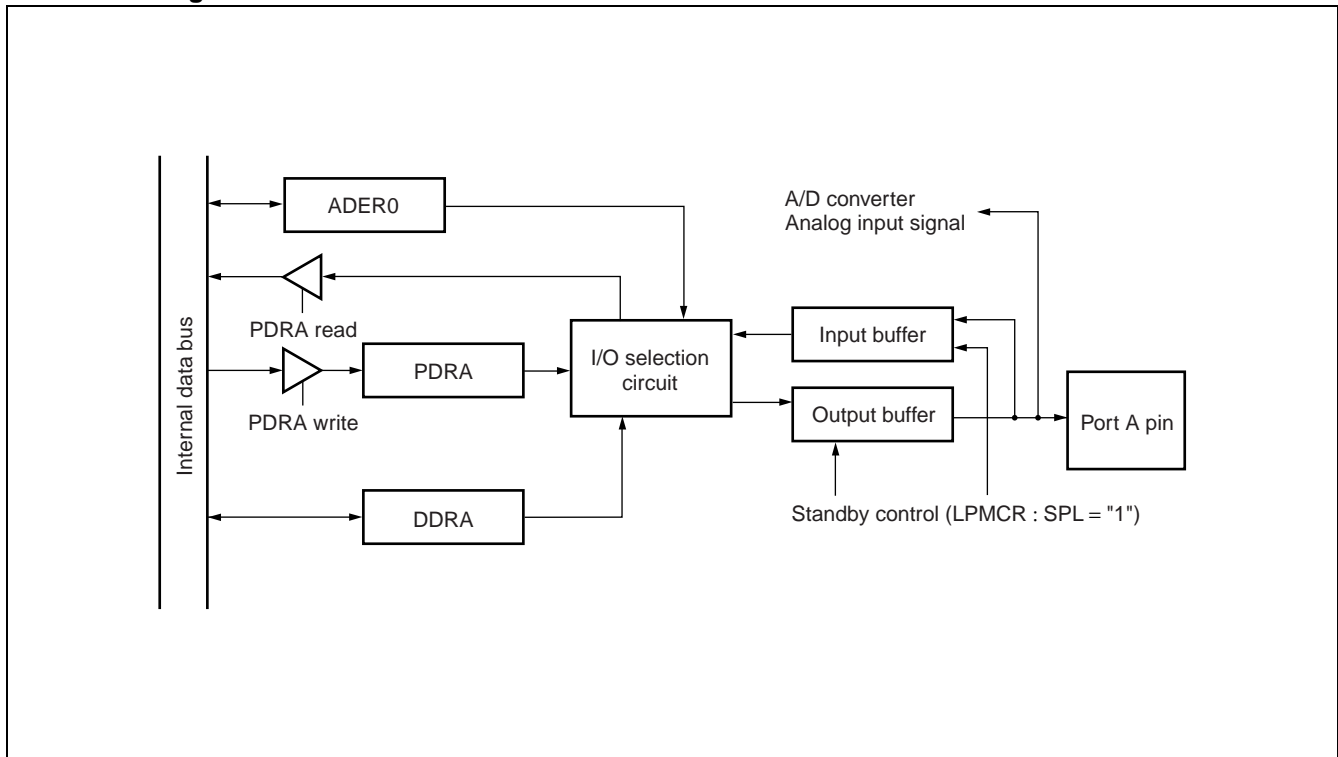 Internal data bus
ADER0
PDRA read
PDRA write
PDRA
DDRA
I/O selection
circuit
A/D converter
Analog input signal
Input buffer
Output buffer
Port A pin
Standby control (LPMCR : SPL = "1")